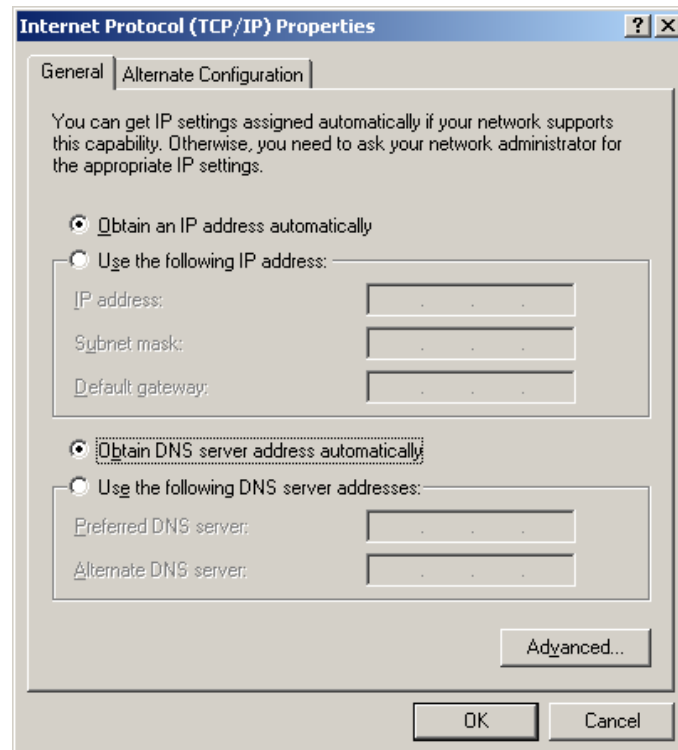 Internet Protocol (TCP/IP) Properties
General
Alternate Configuration
You can get IP settings assigned automatically if your network supports
this capability. Otherwise, you need to ask your network administrator for
the appropriate IP settings.
Obtain an IP address automatically
Use the following IP address:
IP address:
Subnet mask:
Default gateway:
Obtain DNS server address automatically
Use the following DNS server addresses:
Preferred DNS server:
Alternate DNS server:
Advanced...
OK
Cancel